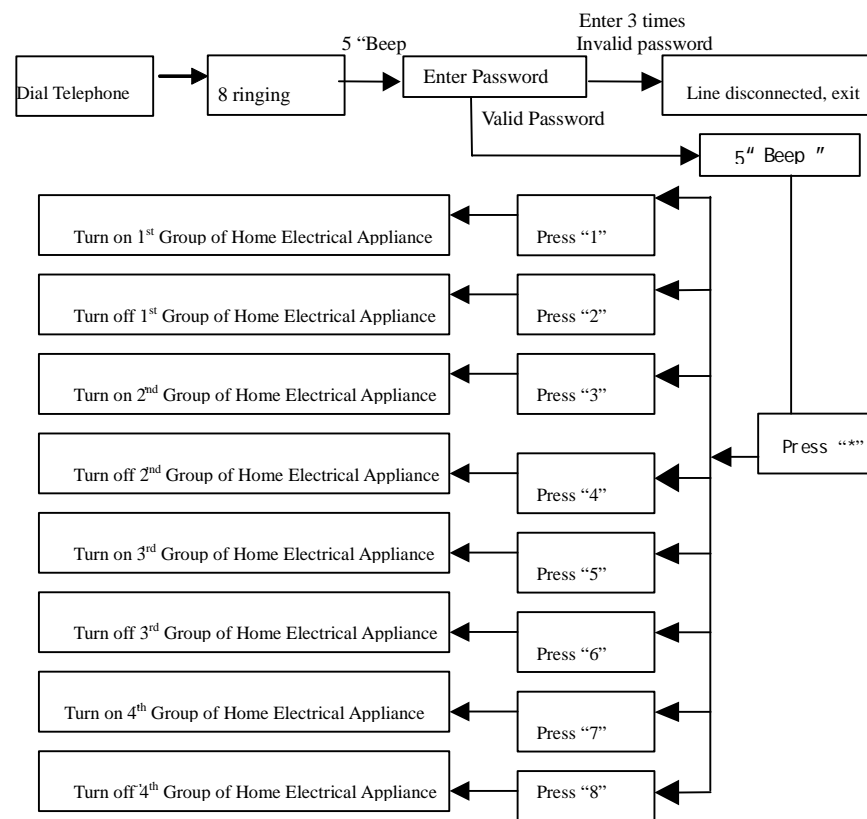 Enter 3 times
Invalid password
5 “Beep
Dial Telephone
8 ringing
Enter Password
Line disconnected, exit
Valid Password
5“ Beep ”
Turn on 1st Group of Home Electrical Appliance
Press “1”
Turn off 1st Group of Home Electrical Appliance
Press “2”
Turn on 2nd Group of Home Electrical Appliance
Press “3”
Press “*”
Turn off 2nd Group of Home Electrical Appliance
Press “4”
Turn on 3rd Group of Home Electrical Appliance
Press “5”
Turn off 3rd Group of Home Electrical Appliance
Press “6”
Turn on 4th Group of Home Electrical Appliance
Press “7”
Turn off 4th Group of Home Electrical Appliance
Press “8”